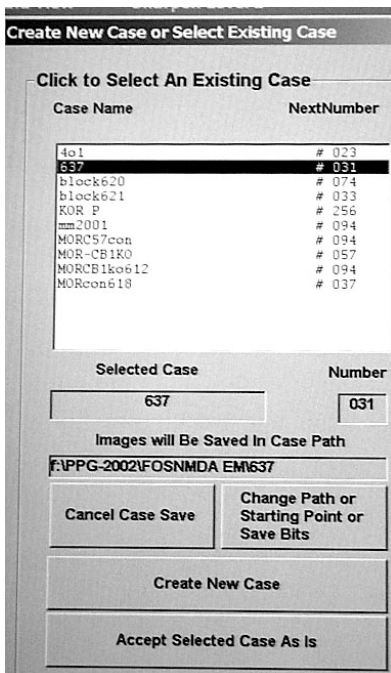 Create New Case or Select Existing Case
Click to Select An Existing Case
Case Name NextNumber
4o1 # 023
637 # 031
block620 # 074
block621 # 033
KOR P # 256
mm2001 # 094
MORC57con # 094
MOR-CB1KO # 057
MORCB1ko612 # 094
MORcon618 # 037
Selected Case Number
637 031
Images will Be Saved In Case Path
f:\PPG-2002\FOSNMDA EM\637
Cancel Case Save
Change Path or
Starting Point or
Save Bits
Create New Case
Accept Selected Case As Is